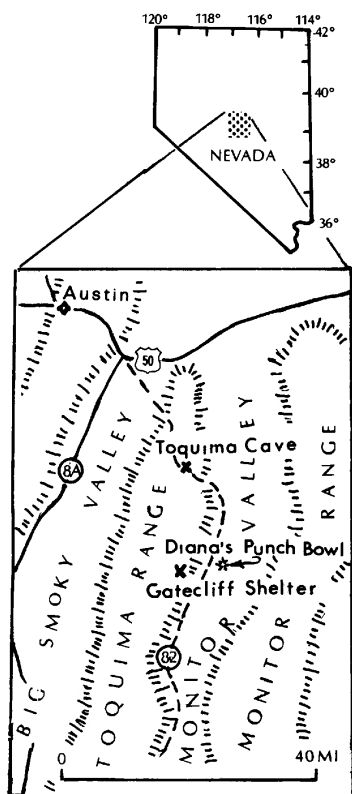 120° 118° 116° 114°
42°
40°
NEVADA
38°
36°
Austin
50
8A
Toquima Cave
Diana's Punch Bowl
Gatecliff Shelter
82
BIG SMOKY VALLEY
TOQUIMA RANGE
MONITOR VALLEY
MONITOR RANGE
0 40 MI